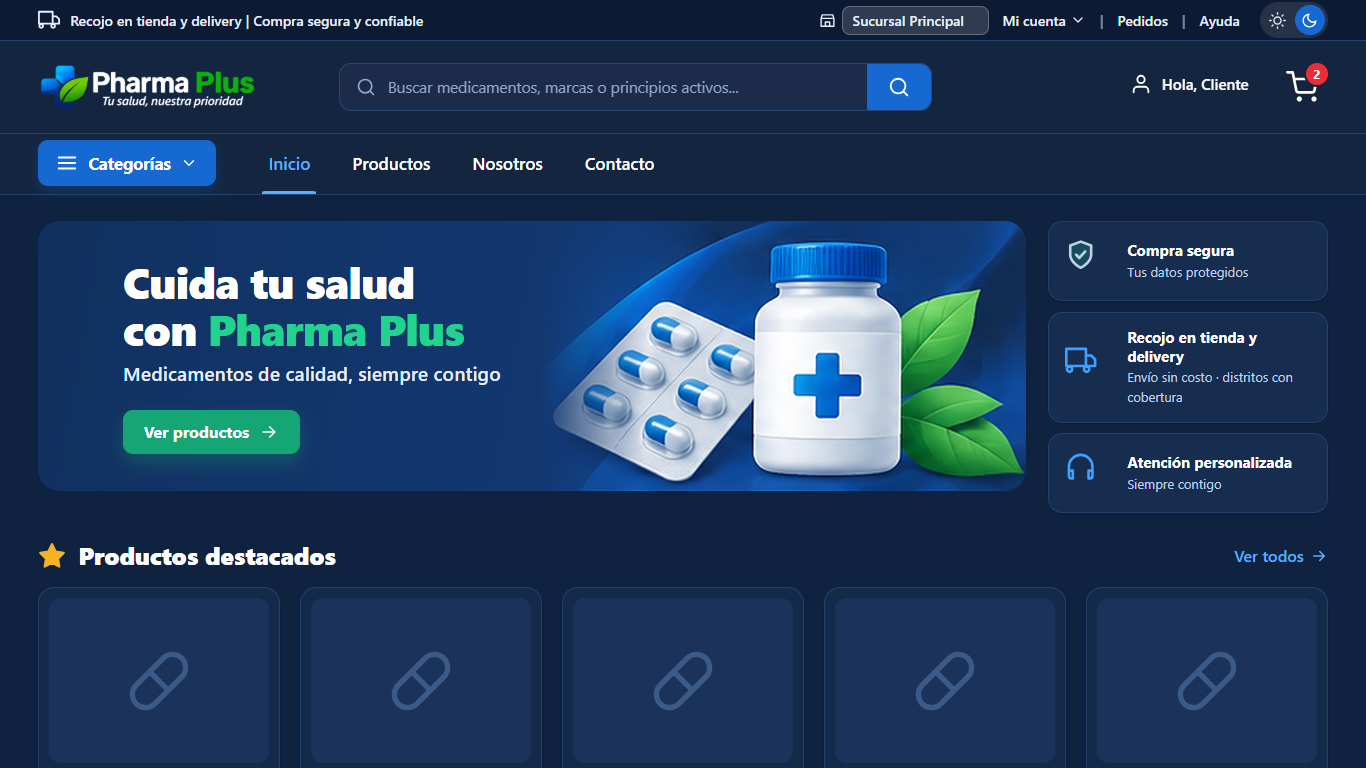 Recojo en tienda y delivery | Compra segura y confiable
Sucursal Principal
Mi cuenta | Pedidos | Ayuda
Pharma Plus
Tu salud, nuestra prioridad
Buscar medicamentos, marcas o principios activos...
Hola, Cliente
2
Categorías
Inicio
Productos
Nosotros
Contacto
Cuida tu salud
con Pharma Plus
Medicamentos de calidad, siempre contigo
Ver productos
Compra segura
Tus datos protegidos
Recojo en tienda y
delivery
Envío sin costo · distritos con
cobertura
Atención personalizada
Siempre contigo
Productos destacados
Ver todos